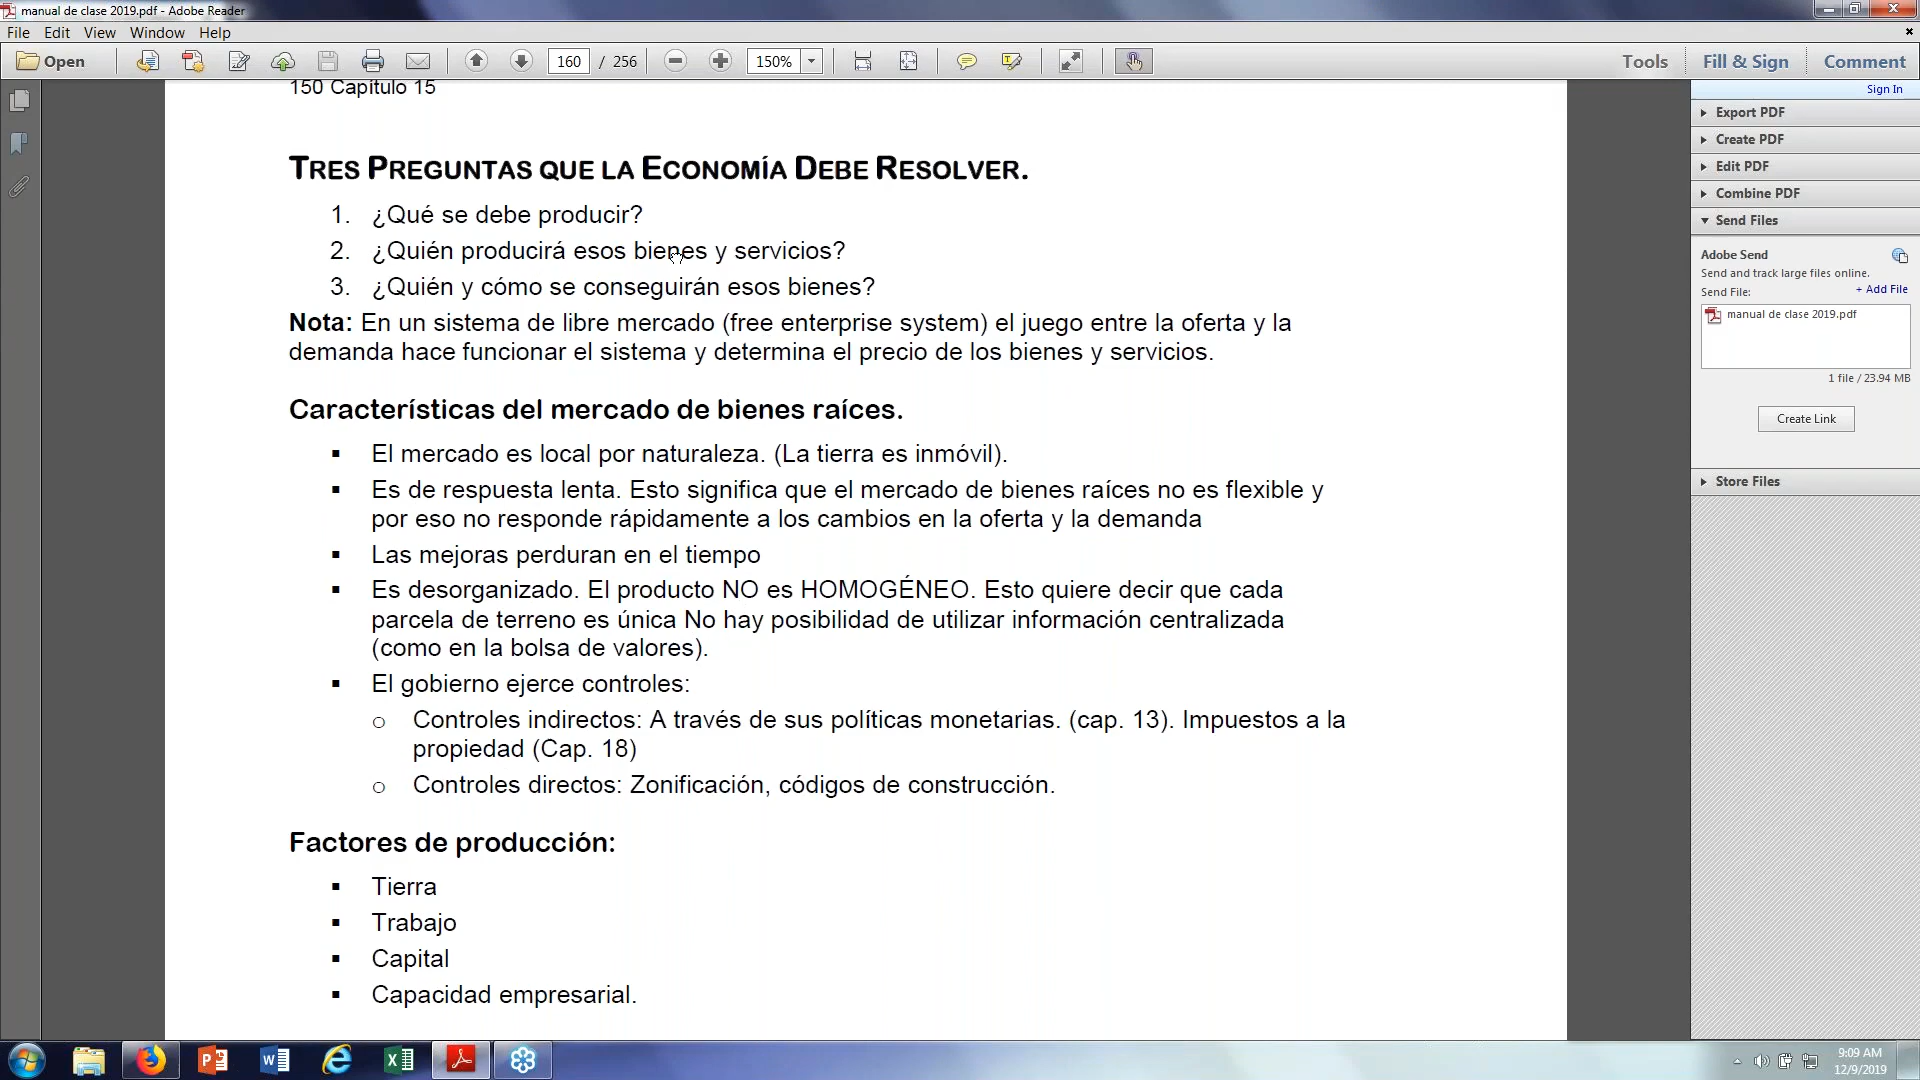 manual de clase 2019.pdf - Adobe Reader
File Edit View Window Help
Open 160 / 256 150% Tools Fill & Sign Comment
150 Capítulo 15
TRES PREGUNTAS QUE LA ECONOMÍA DEBE RESOLVER.
1. ¿Qué se debe producir?
2. ¿Quién producirá esos bienes y servicios?
3. ¿Quién y cómo se conseguirán esos bienes?
Nota: En un sistema de libre mercado (free enterprise system) el juego entre la oferta y la
demanda hace funcionar el sistema y determina el precio de los bienes y servicios.
Características del mercado de bienes raíces.
▪ El mercado es local por naturaleza. (La tierra es inmóvil).
▪ Es de respuesta lenta. Esto significa que el mercado de bienes raíces no es flexible y
por eso no responde rápidamente a los cambios en la oferta y la demanda
▪ Las mejoras perduran en el tiempo
▪ Es desorganizado. El producto NO es HOMOGÉNEO. Esto quiere decir que cada
parcela de terreno es única No hay posibilidad de utilizar información centralizada
(como en la bolsa de valores).
▪ El gobierno ejerce controles:
o Controles indirectos: A través de sus políticas monetarias. (cap. 13). Impuestos a la
propiedad (Cap. 18)
o Controles directos: Zonificación, códigos de construcción.
Factores de producción:
▪ Tierra
▪ Trabajo
▪ Capital
▪ Capacidad empresarial.
Sign In
Export PDF
Create PDF
Edit PDF
Combine PDF
Send Files
Adobe Send
Send and track large files online.
Send File:
+ Add File
manual de clase 2019.pdf
1 file / 23.94 MB
Create Link
Store Files
9:09 AM
12/9/2019